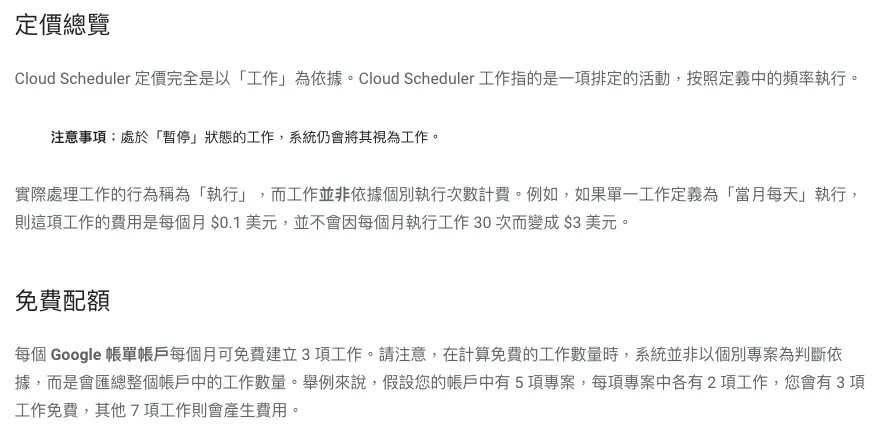 定價總覽
Cloud Scheduler 定價完全是以「工作」為依據。Cloud Scheduler 工作指的是一項排定的活動，按照定義中的頻率執行。
注意事項：處於「暫停」狀態的工作，系統仍會將其視為工作。
實際處理工作的行為稱為「執行」，而工作並非依據個別執行次數計費。例如，如果單一工作定義為「當月每天」執行，
則這項工作的費用是每個月 $0.1 美元，並不會因每個月執行工作 30 次而變成 $3 美元。
免費配額
每個 Google 帳單帳戶每個月可免費建立 3 項工作。請注意，在計算免費的工作數量時，系統並非以個別專案為判斷依
據，而是會匯總整個帳戶中的工作數量。舉例來說，假設您的帳戶中有 5 項專案，每項專案中各有 2 項工作，您會有 3 項
工作免費，其他 7 項工作則會產生費用。